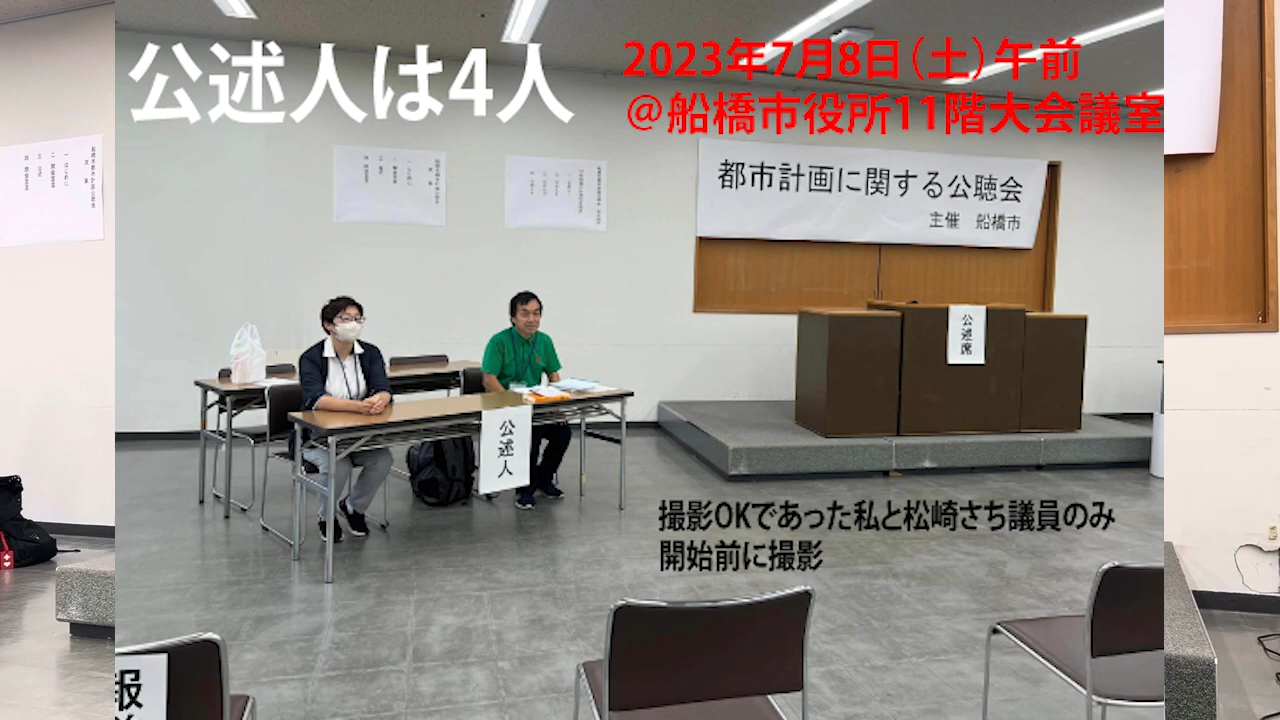 公述人は4人
2023年7月8日（土）午前
＠船橋市役所11階大会議室
都市計画に関する公聴会
主催 船橋市
公述席
公述人
撮影OKであった私と松崎さち議員のみ
開始前に撮影
報